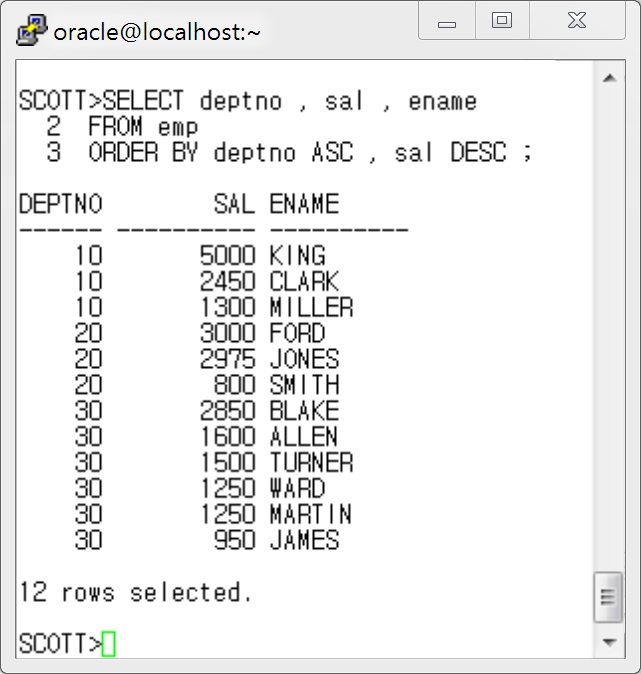 oracle@localhost:~
SCOTT>SELECT deptno , sal , ename
  2  FROM emp
  3  ORDER BY deptno ASC , sal DESC ;
DEPTNO        SAL ENAME
------ ---------- ----------
    10       5000 KING
    10       2450 CLARK
    10       1300 MILLER
    20       3000 FORD
    20       2975 JONES
    20        800 SMITH
    30       2850 BLAKE
    30       1600 ALLEN
    30       1500 TURNER
    30       1250 WARD
    30       1250 MARTIN
    30        950 JAMES
12 rows selected.
SCOTT>